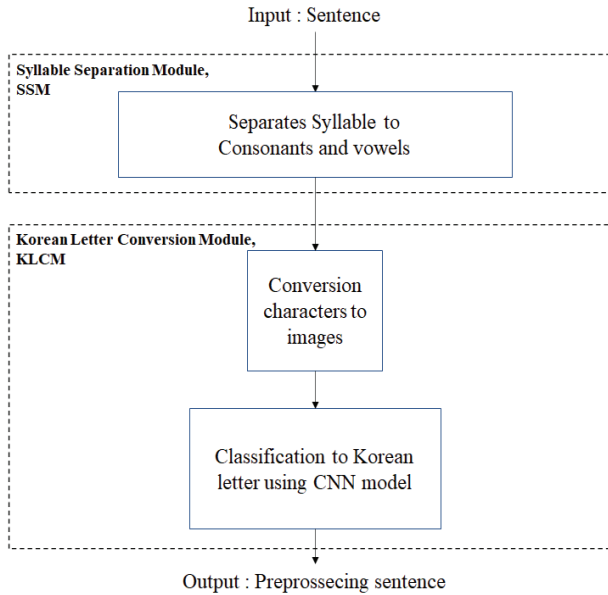 Input : Sentence
Syllable Separation Module,
SSM
Separates Syllable to
Consonants and vowels
Korean Letter Conversion Module,
KLCM
Conversion
characters to
images
Classification to Korean
letter using CNN model
Output : Preprossecing sentence